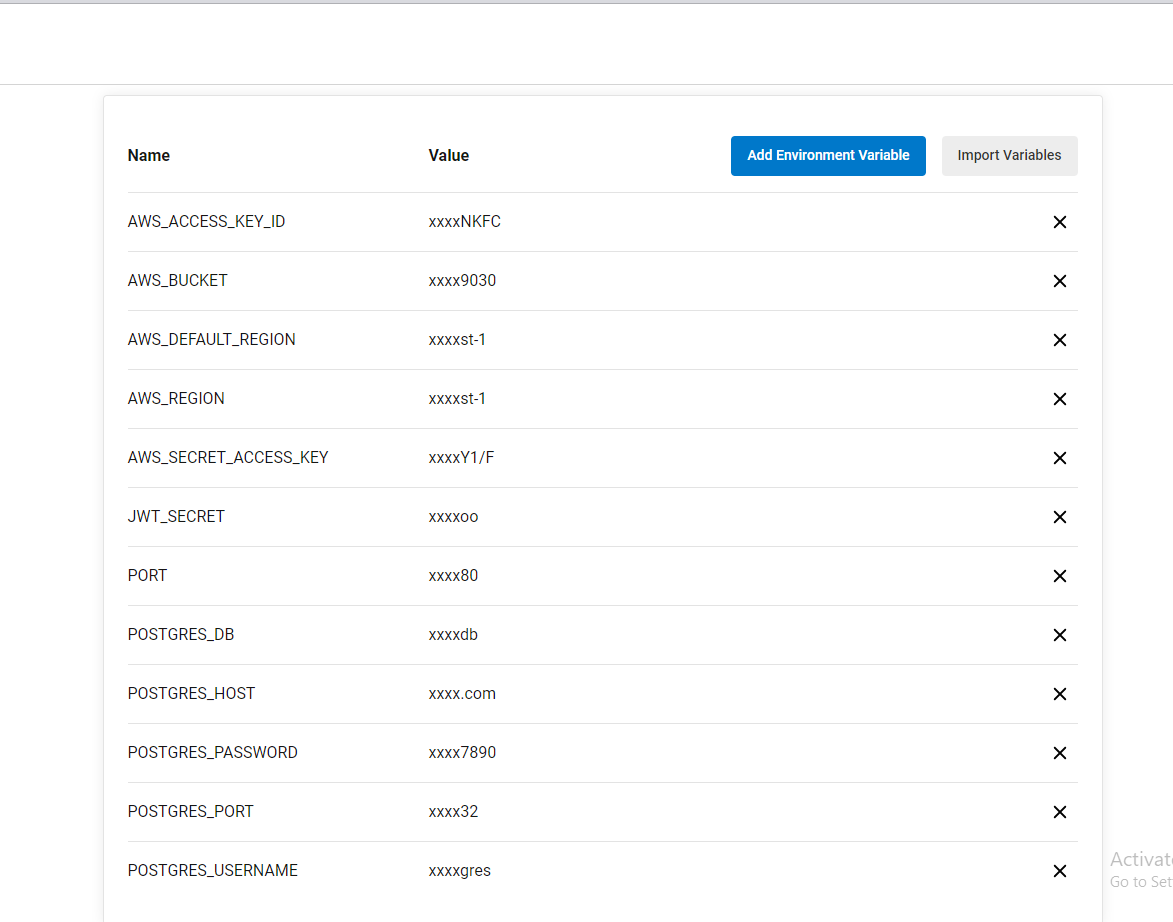 Name Value Add Environment Variable Import Variables
AWS_ACCESS_KEY_ID xxxxNKFC
AWS_BUCKET xxxx9030
AWS_DEFAULT_REGION xxxxst-1
AWS_REGION xxxxst-1
AWS_SECRET_ACCESS_KEY xxxxY1/F
JWT_SECRET xxxxoo
PORT xxxx80
POSTGRES_DB xxxxdb
POSTGRES_HOST xxxx.com
POSTGRES_PASSWORD xxxx7890
POSTGRES_PORT xxxx32
POSTGRES_USERNAME xxxxgres
Activat
Go to Set